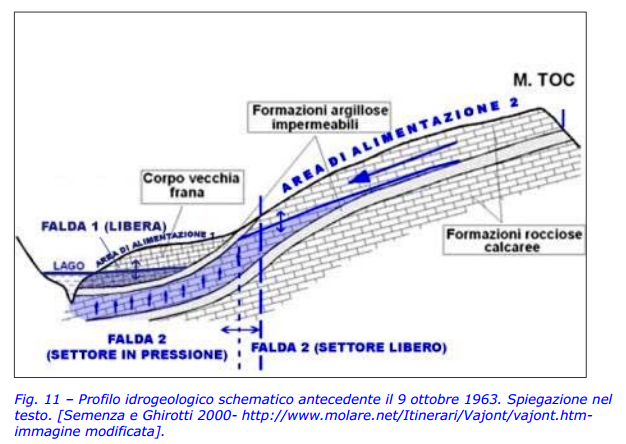 M. TOC
Formazioni argillose
impermeabili
AREA DI ALIMENTAZIONE 2
Corpo vecchia
frana
FALDA 1 (LIBERA)
AREA DI ALIMENTAZIONE 1
LAGO
Formazioni rocciose
calcaree
FALDA 2
(SETTORE IN PRESSIONE)
FALDA 2 (SETTORE LIBERO)
Fig. 11 – Profilo idrogeologico schematico antecedente il 9 ottobre 1963. Spiegazione nel
testo. [Semenza e Ghirotti 2000- http://www.molare.net/Itinerari/Vajont/vajont.htm-
immagine modificata].